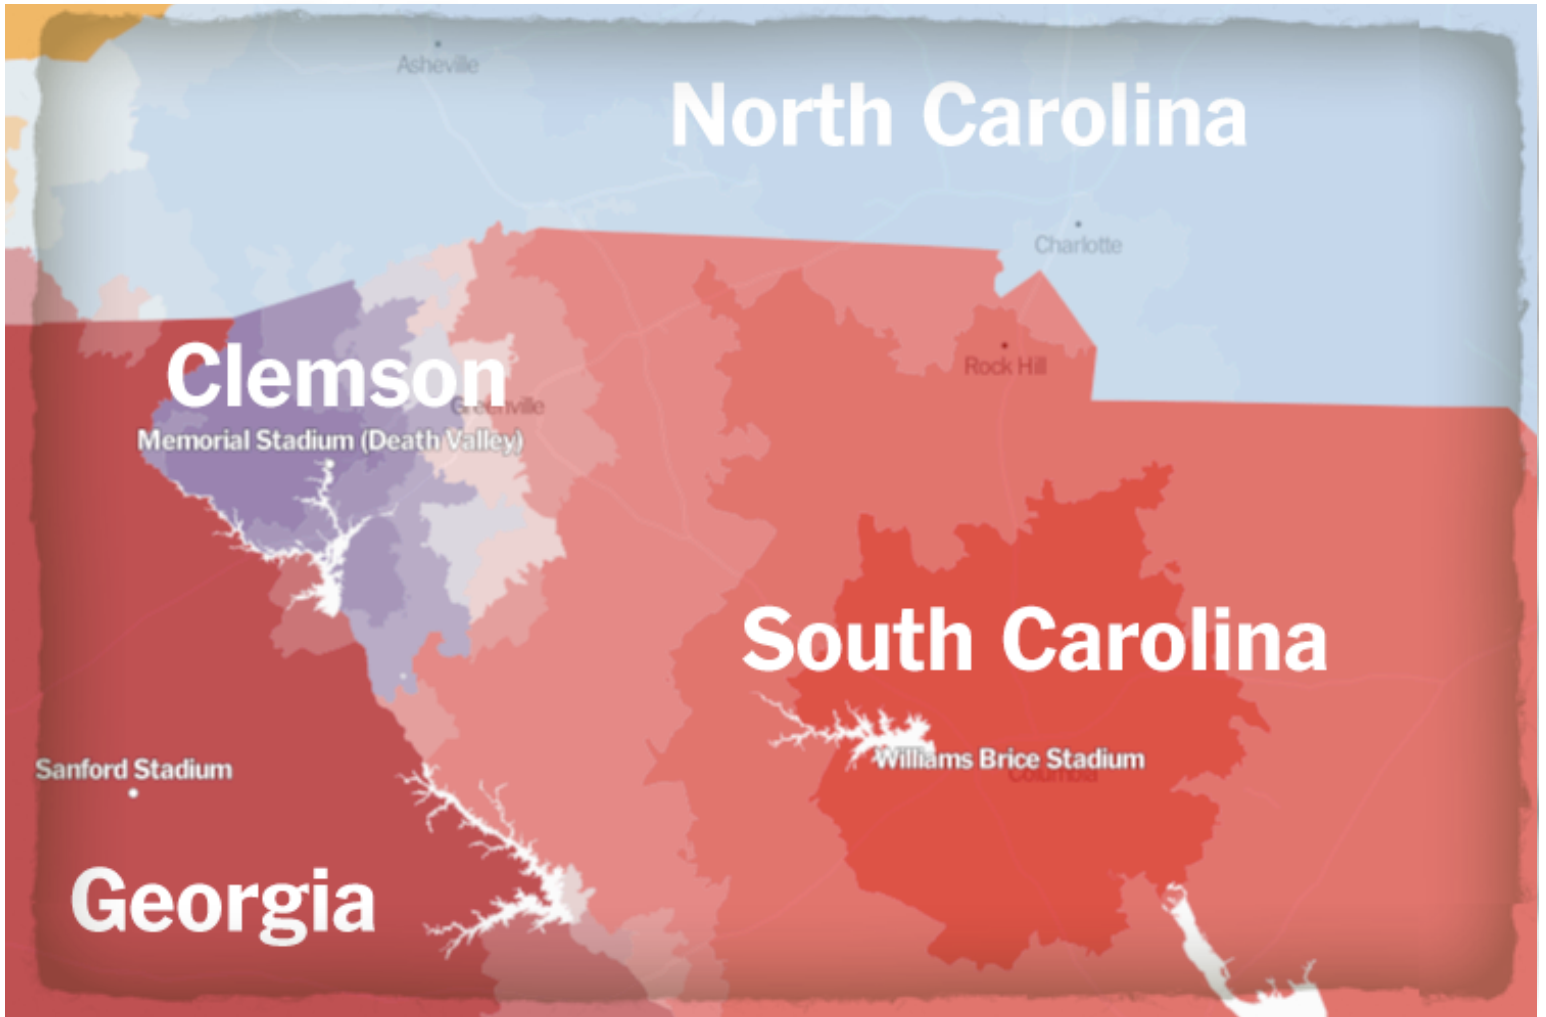 Asheville
North Carolina
Charlotte
Clemson
Rock Hill
Greenville
Memorial Stadium (Death Valley)
South Carolina
Williams Brice Stadium
Columbia
Sanford Stadium
Georgia